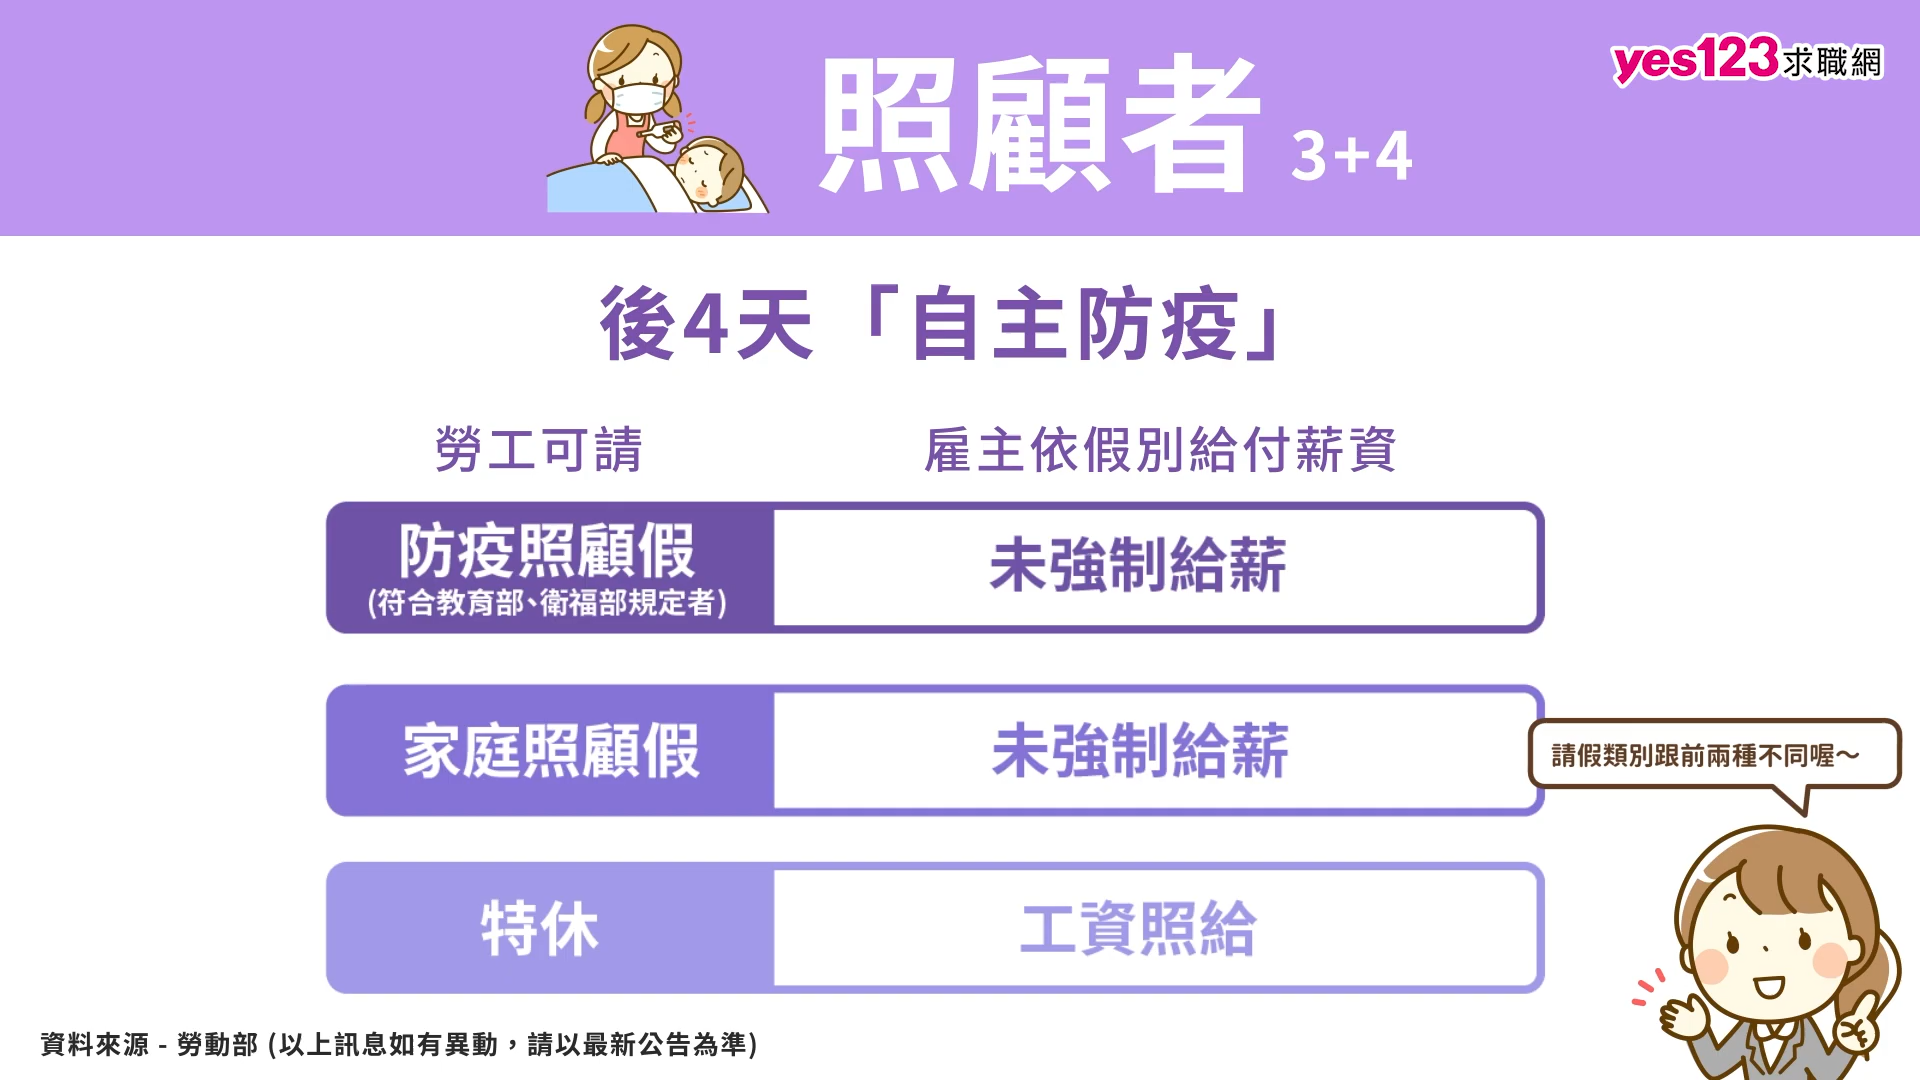 照顧者 3+4
yes123求職網
後4天「自主防疫」
勞工可請
雇主依假別給付薪資
防疫照顧假
(符合教育部、衛福部規定者)
未強制給薪
家庭照顧假
未強制給薪
請假類別跟前兩種不同喔～
特休
工資照給
資料來源 - 勞動部 (以上訊息如有異動，請以最新公告為準)